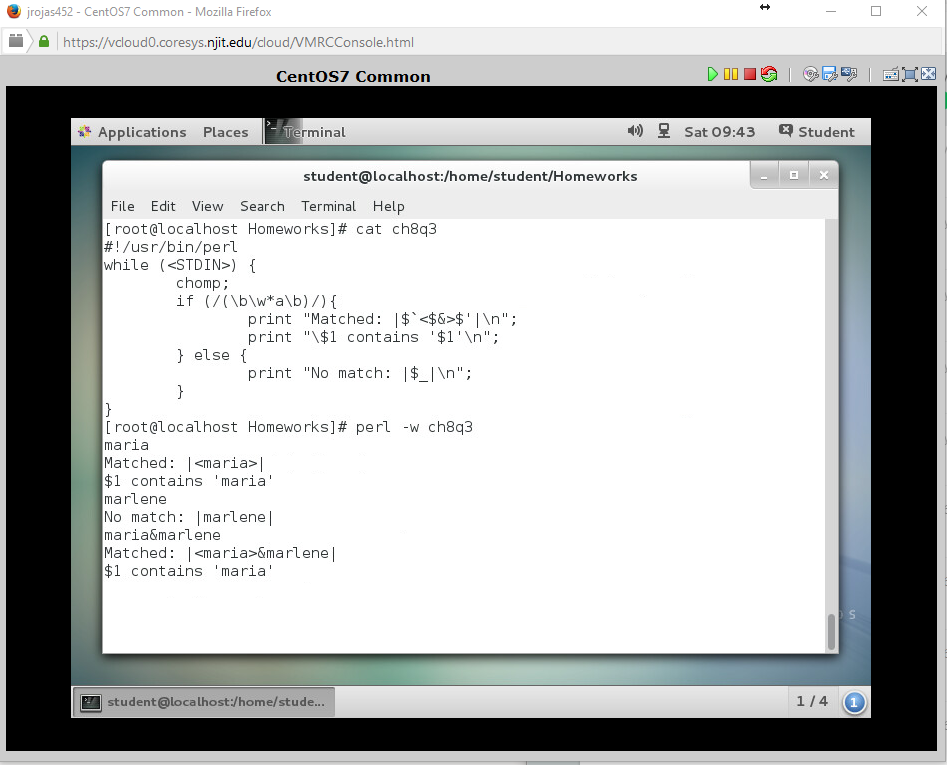 jrojas452 - CentOS7 Common - Mozilla Firefox
https://vcloud0.coresys.njit.edu/cloud/VMRCConsole.html
CentOS7 Common
Applications Places Terminal Sat 09:43 Student
student@localhost:/home/student/Homeworks
File Edit View Search Terminal Help
[root@localhost Homeworks]# cat ch8q3
#!/usr/bin/perl
while (<STDIN>) {
        chomp;
        if (/(\b\w*a\b)/){
                print "Matched: |$`<$&>$'|\n";
                print "\$1 contains '$1'\n";
        } else {
                print "No match: |$_|\n";
        }
}
[root@localhost Homeworks]# perl -w ch8q3
maria
Matched: |<maria>|
$1 contains 'maria'
marlene
No match: |marlene|
maria&marlene
Matched: |<maria>&marlene|
$1 contains 'maria'
student@localhost:/home/stude...
1 / 4
1